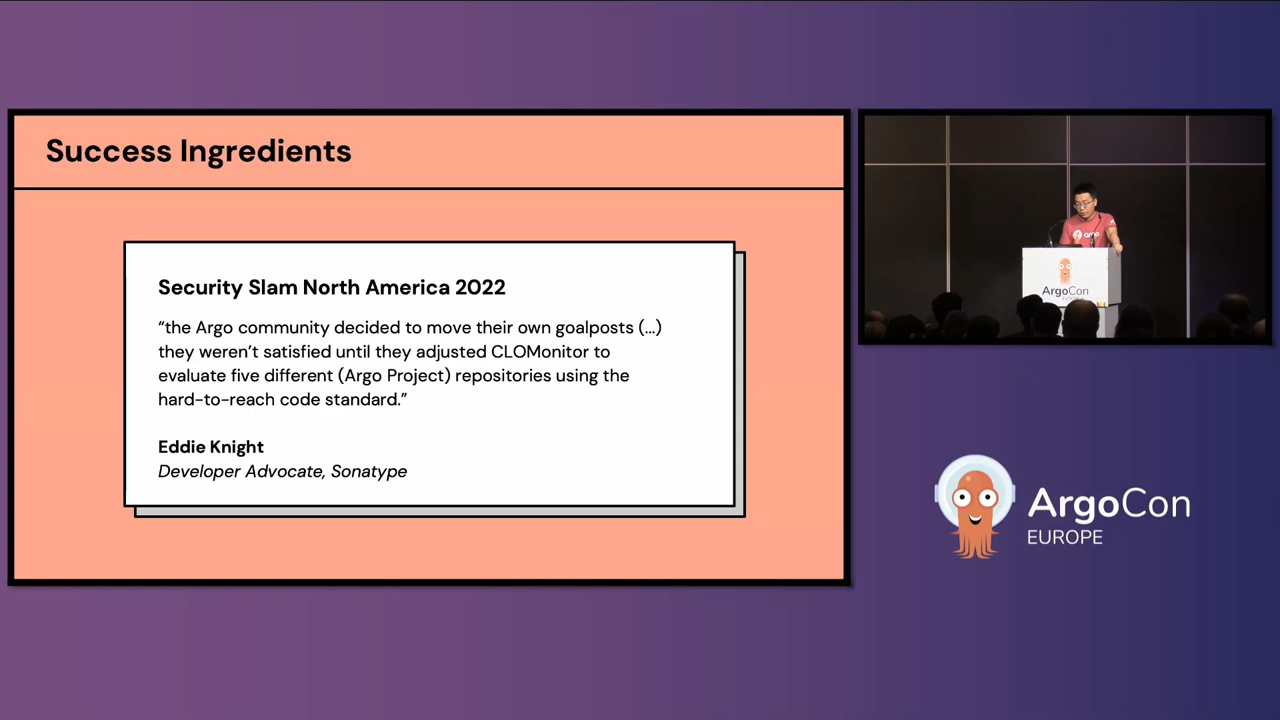 Success Ingredients
Security Slam North America 2022
“the Argo community decided to move their own goalposts (...)
they weren’t satisfied until they adjusted CLOMonitor to
evaluate five different (Argo Project) repositories using the
hard-to-reach code standard.”
Eddie Knight
Developer Advocate, Sonatype
argo
ArgoCon
EUROPE
ArgoCon
EUROPE